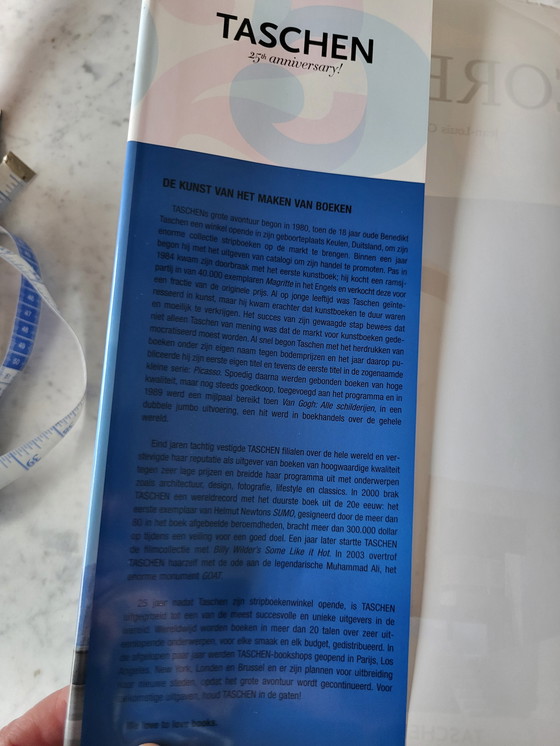 TASCHEN
25th anniversary!
DE KUNST VAN HET MAKEN VAN BOEKEN
TASCHENs grote avontuur begon in 1980, toen de 18 jaar oude Benedikt
Taschen een winkel opende in zijn geboorteplaats Keulen, Duitsland, om zijn
enorme collectie stripboeken op de markt te brengen. Binnen een jaar
begon hij met het uitgeven van catalogi om zijn handel te promoten. Pas in
1984 kwam zijn doorbraak met het eerste kunstboek; hij kocht een ramsj-
partij in een 40.000 exemplaren Magritte in het Engels en verkocht deze voor
een fractie van de originele prijs. Al op jonge leeftijd was Taschen geïnte-
resseerd in kunst, maar hij kwam erachter dat kunstboeken te duur waren
en moeilijk te verkrijgen. Het succes van zijn gewaagde stap bewees dat
niet alleen Taschen van mening was dat de markt voor kunstboeken gede-
mocratiseerd moest worden. Al snel begon Taschen met het herdrukken van
boeken onder zijn eigen naam tegen bodemprijzen en het jaar daarop pu-
bliceerde hij zijn eerste eigen titel en tevens de eerste titel in de zogenaamde
kleine serie: Picasso. Spoedig daarna werden gebonden boeken van hoge
kwaliteit, maar nog steeds goedkoop, toegevoegd aan het programma en in
1989 werd een mijlpaal bereikt toen Van Gogh: Alle schilderijen, in een
dubbele jumbo uitvoering, een hit werd in boekhandels over de gehele
wereld.
Eind jaren tachtig vestigde TASCHEN filialen over de hele wereld en ver-
stevigde haar reputatie als uitgever van boeken van hoogwaardige kwaliteit
tegen zeer lage prijzen en breidde haar programma uit met onderwerpen
zoals architectuur, design, fotografie, lifestyle en classics. In 2000 brak
TASCHEN een wereldrecord met het duurste boek uit de 20e eeuw: het
eerste exemplaar van Helmut Newtons SUMO, gesigneerd door de meer dan
80 in het boek afgebeelde beroemdheden, bracht meer dan 300.000 dollar
op tijdens een veiling voor een goed doel. Een jaar later startte TASCHEN
de filmcollectie met Billy Wilder's Some Like it Hot. In 2003 overtrof
TASCHEN haarzelf met de ode aan de legendarische Muhammad Ali, het
enorme monument GOAT.
25 jaar nadat Taschen zijn stripboekenwinkel opende, is TASCHEN
uitgegroeid tot een van de meest succesvolle en unieke uitgevers in de
wereld. Wereldwijd worden boeken in meer dan 20 talen over zeer uit-
eenlopende onderwerpen, voor elke smaak en elk budget, gedistribueerd. In
de afgelopen paar jaar werden TASCHEN-bookshops geopend in Parijs, Los
Angeles, New York, Londen en Brussel en er zijn plannen voor uitbreiding
naar nieuwe steden, opdat het grote avontuur wordt gecontinueerd. Voor
toekomstige uitgaven: houd TASCHEN in de gaten!
We love to love books.
39